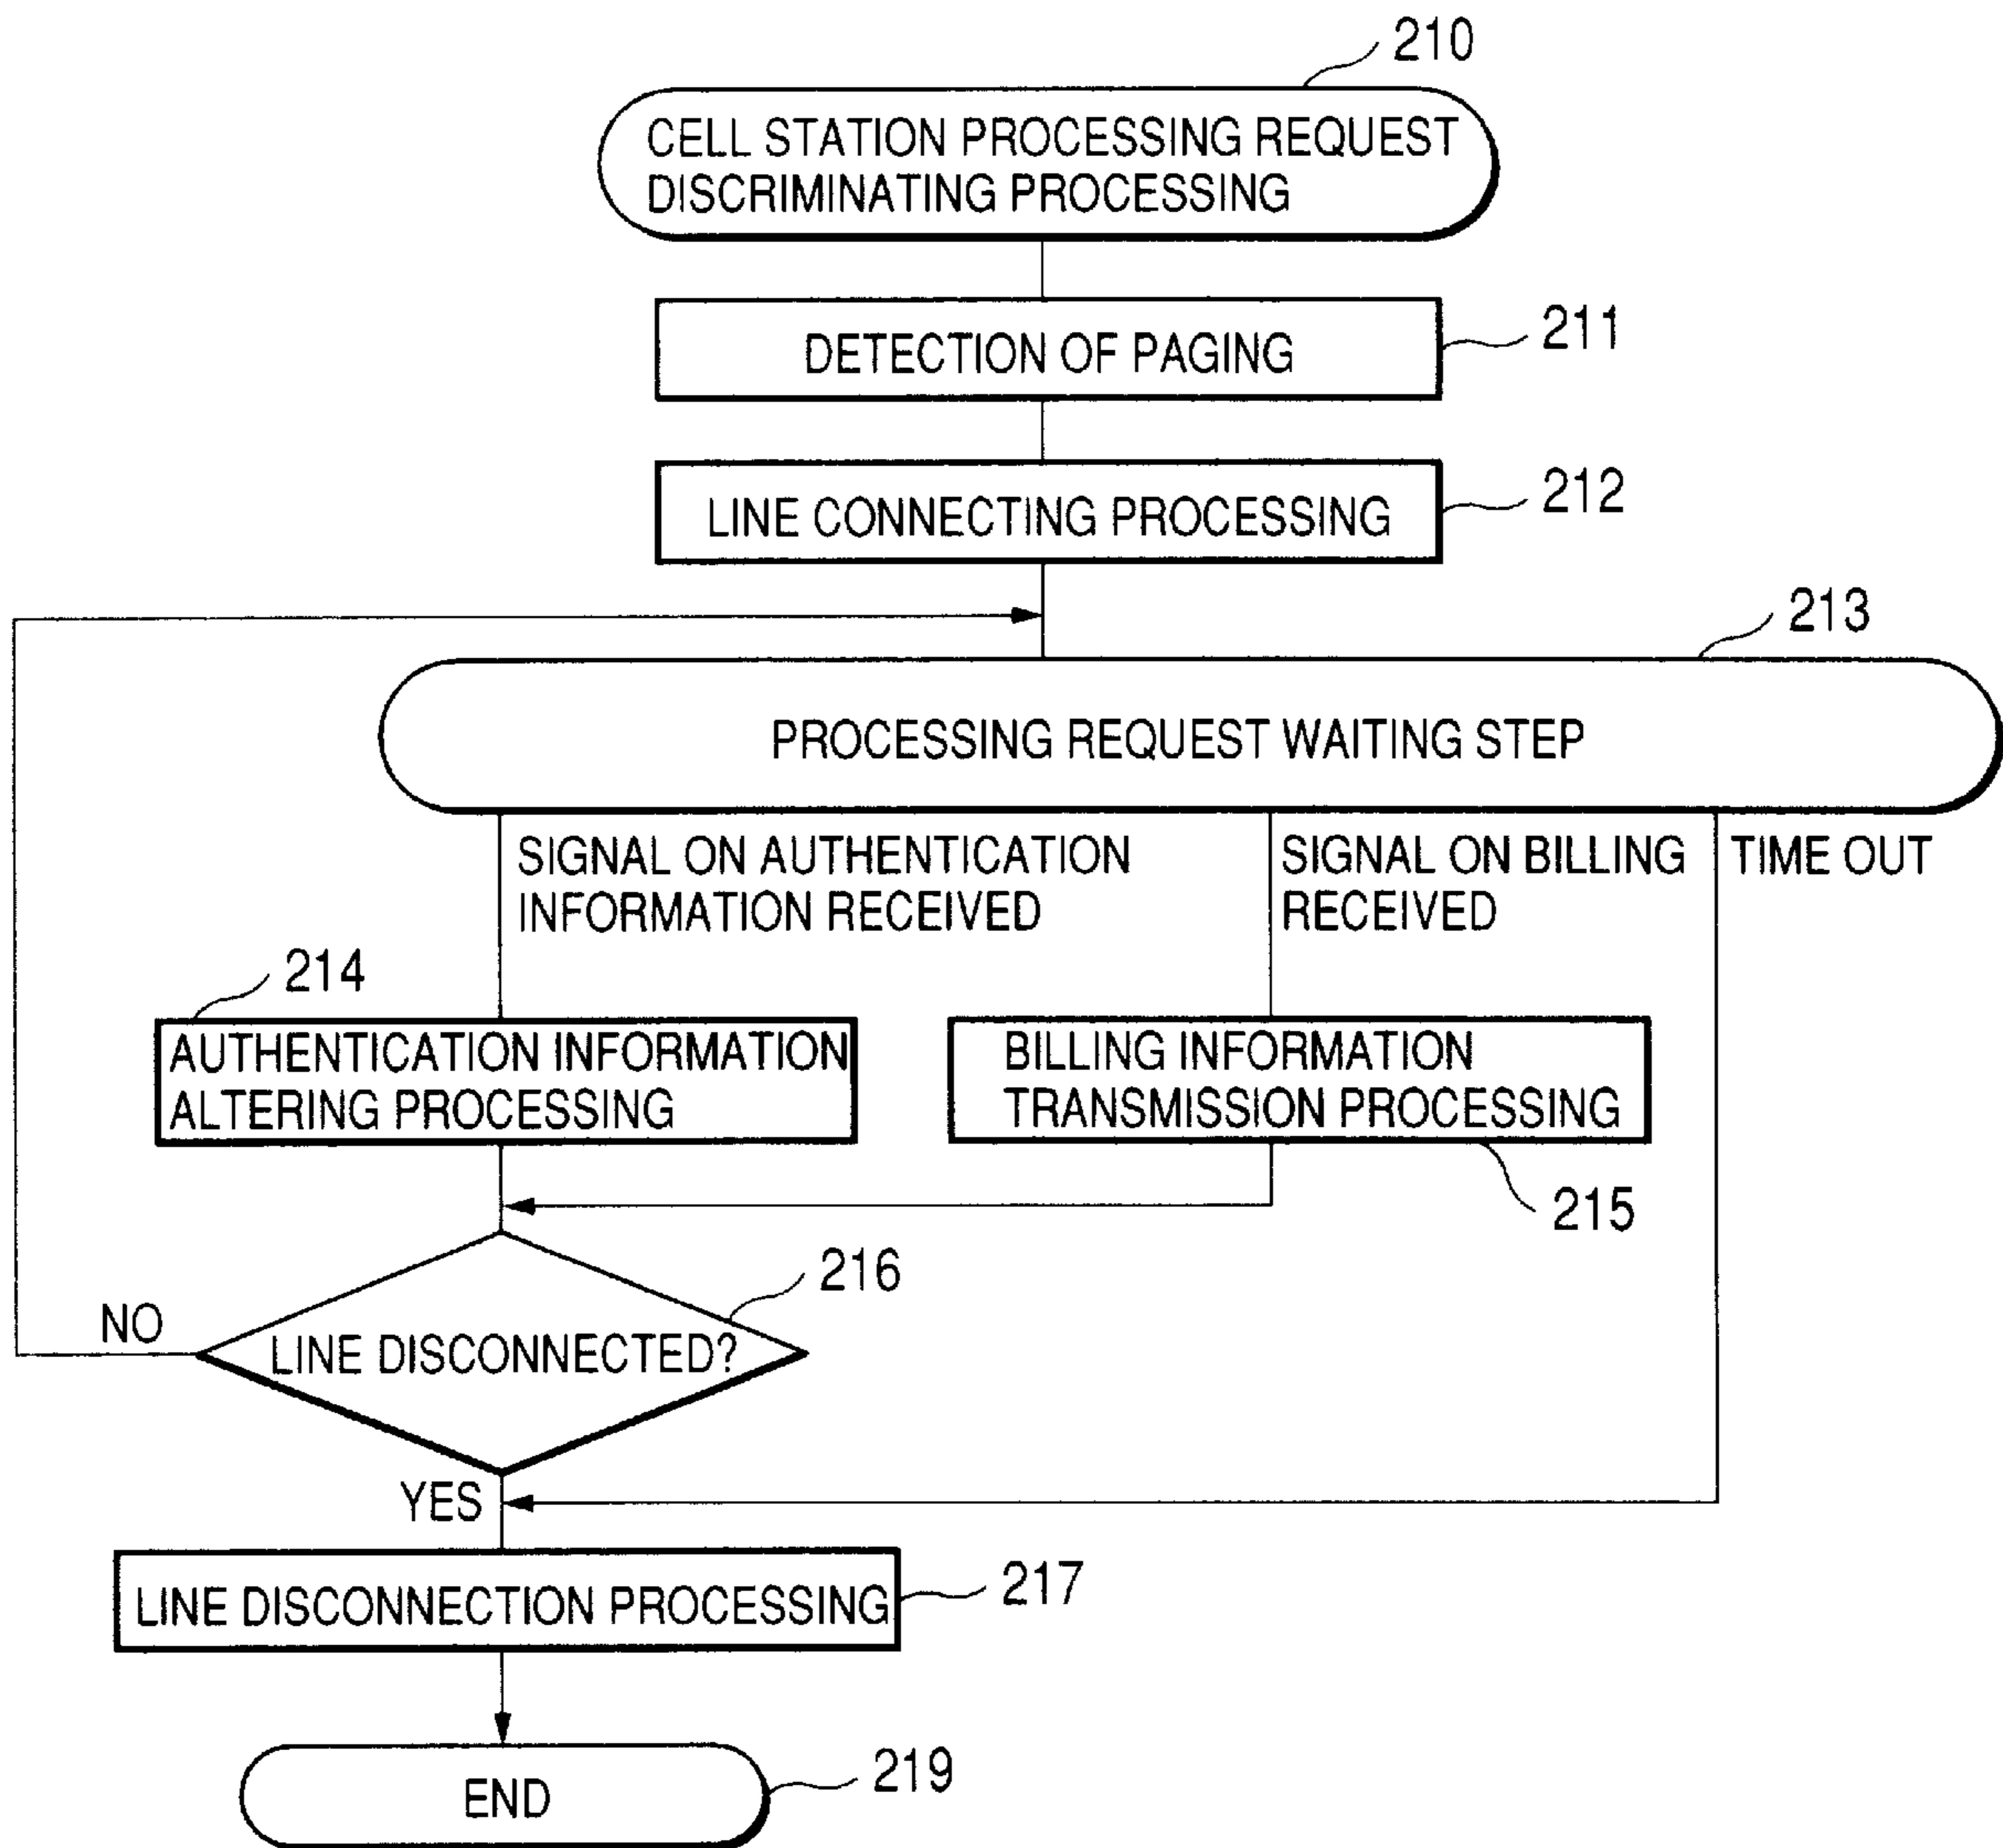 210
CELL STATION PROCESSING REQUEST
DISCRIMINATING PROCESSING
DETECTION OF PAGING
211
LINE CONNECTING PROCESSING
212
213
PROCESSING REQUEST WAITING STEP
SIGNAL ON AUTHENTICATION
INFORMATION RECEIVED
SIGNAL ON BILLING
RECEIVED
TIME OUT
214
AUTHENTICATION INFORMATION
ALTERING PROCESSING
BILLING INFORMATION
TRANSMISSION PROCESSING
215
216
NO
LINE DISCONNECTED?
YES
LINE DISCONNECTION PROCESSING
217
END
219